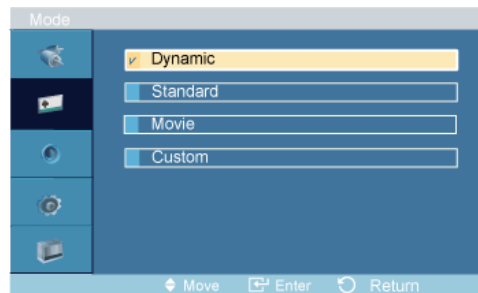 Mode
Dynamic
Standard
Movie
Custom
Move Enter Return